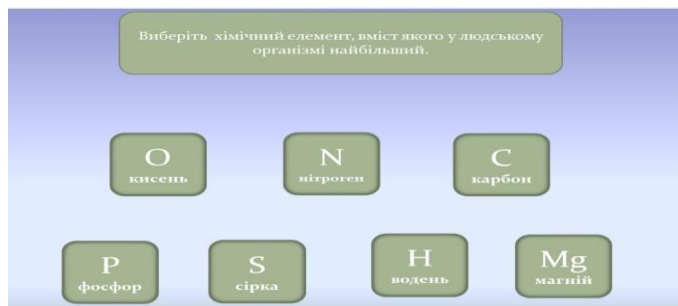 Виберіть хімічний елемент, вміст якого у людському
організмі найбільший.
O
кисень
N
нітроген
C
карбон
P
фосфор
S
сірка
H
водень
Mg
магній